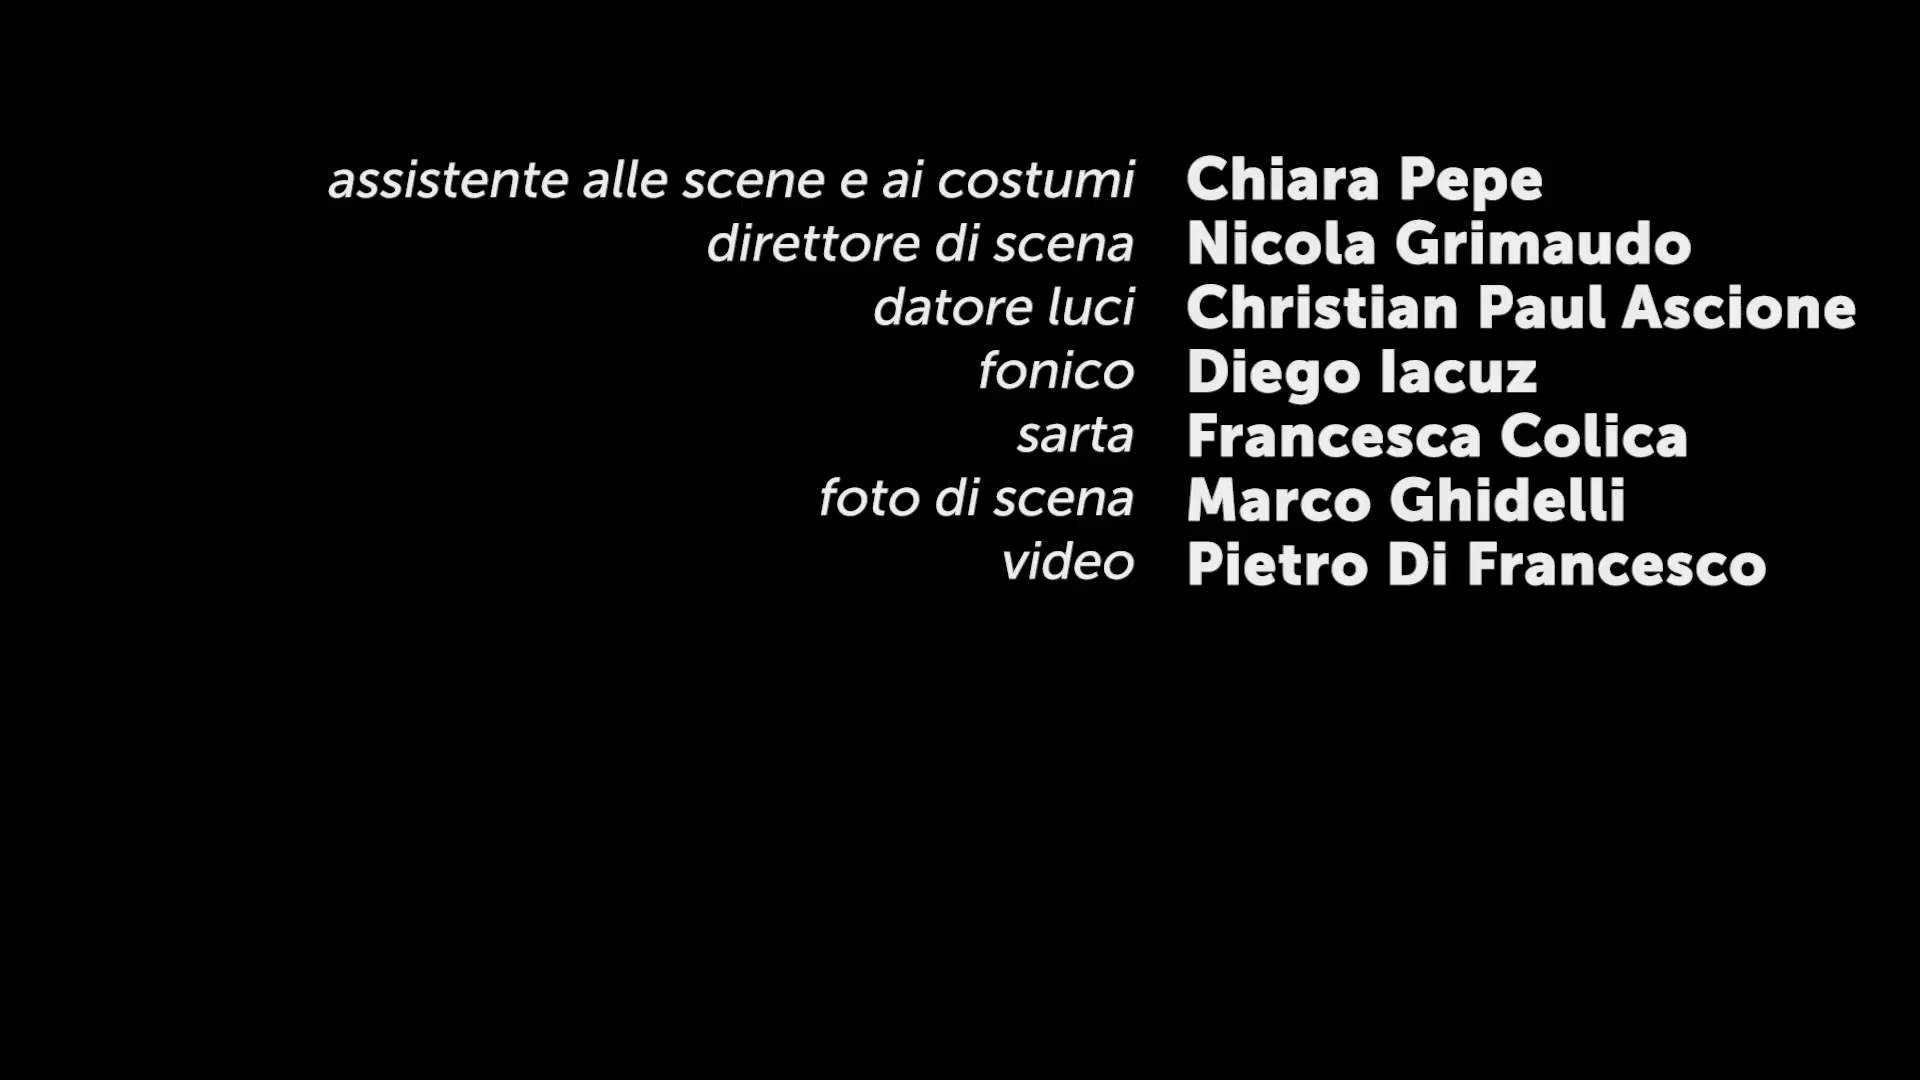 assistente alle scene e ai costumi Chiara Pepe
direttore di scena Nicola Grimaudo
datore luci Christian Paul Ascione
fonico Diego Iacuz
sarta Francesca Colica
foto di scena Marco Ghidelli
video Pietro Di Francesco